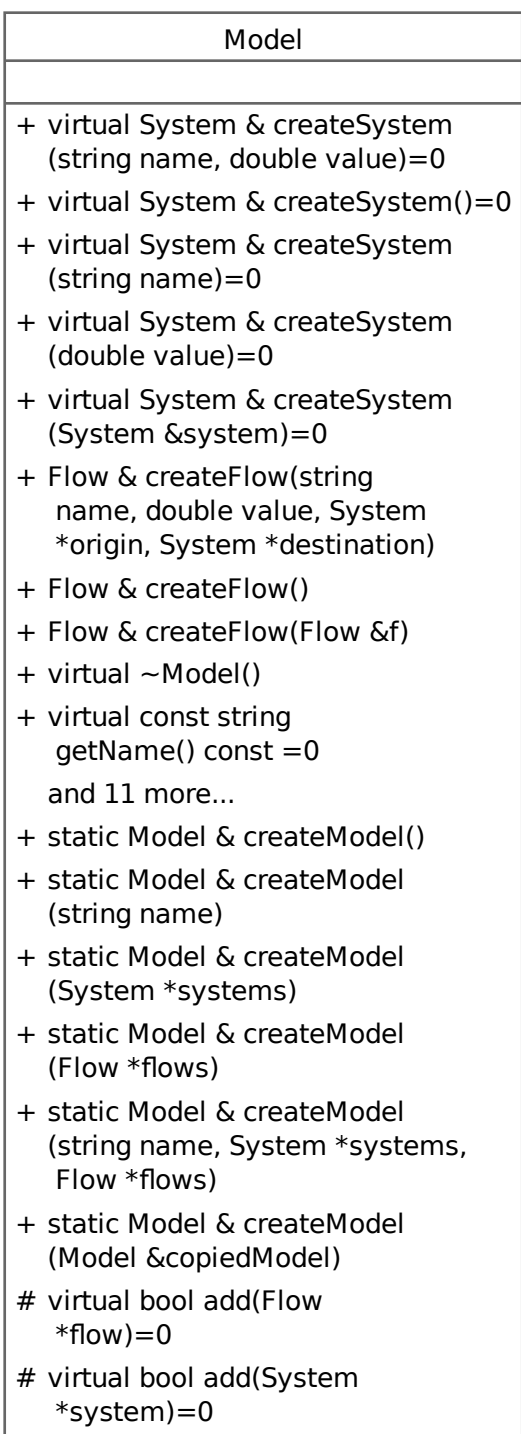 Model
+ virtual System & createSystem
(string name, double value)=0
+ virtual System & createSystem()=0
+ virtual System & createSystem
(string name)=0
+ virtual System & createSystem
(double value)=0
+ virtual System & createSystem
(System &system)=0
+ Flow & createFlow(string
name, double value, System
*origin, System *destination)
+ Flow & createFlow()
+ Flow & createFlow(Flow &f)
+ virtual ~Model()
+ virtual const string
getName() const =0
and 11 more...
+ static Model & createModel()
+ static Model & createModel
(string name)
+ static Model & createModel
(System *systems)
+ static Model & createModel
(Flow *flows)
+ static Model & createModel
(string name, System *systems,
Flow *flows)
+ static Model & createModel
(Model &copiedModel)
# virtual bool add(Flow
*flow)=0
# virtual bool add(System
*system)=0